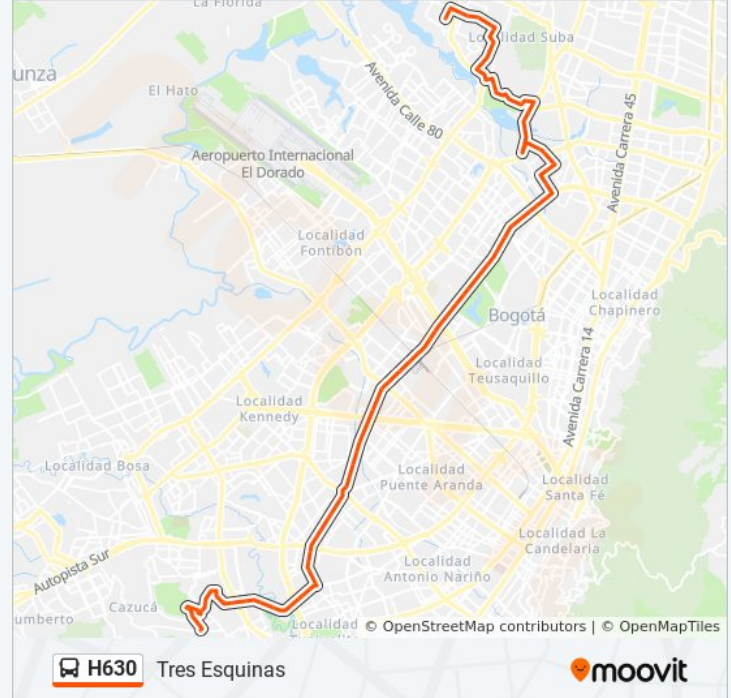 La Florida
Localidad Suba
unza
El Hato
Avenida Calle 80
Avenida Carrera 45
Aeropuerto Internacional
El Dorado
Localidad
Fontibón
Localidad
Chapinero
Bogotá
Avenida Carrera 14
Localidad
Teusaquillo
Localidad
Kennedy
Localidad Bosa
Localidad
Puente Aranda
Localidad
Santa Fé
Localidad La
Candelaria
Autopista Sur
Localidad
Antonio Nariño
Cazucá
umberto
Localidad
© OpenStreetMap contributors | © OpenMapTiles
H630 Tres Esquinas
moovit